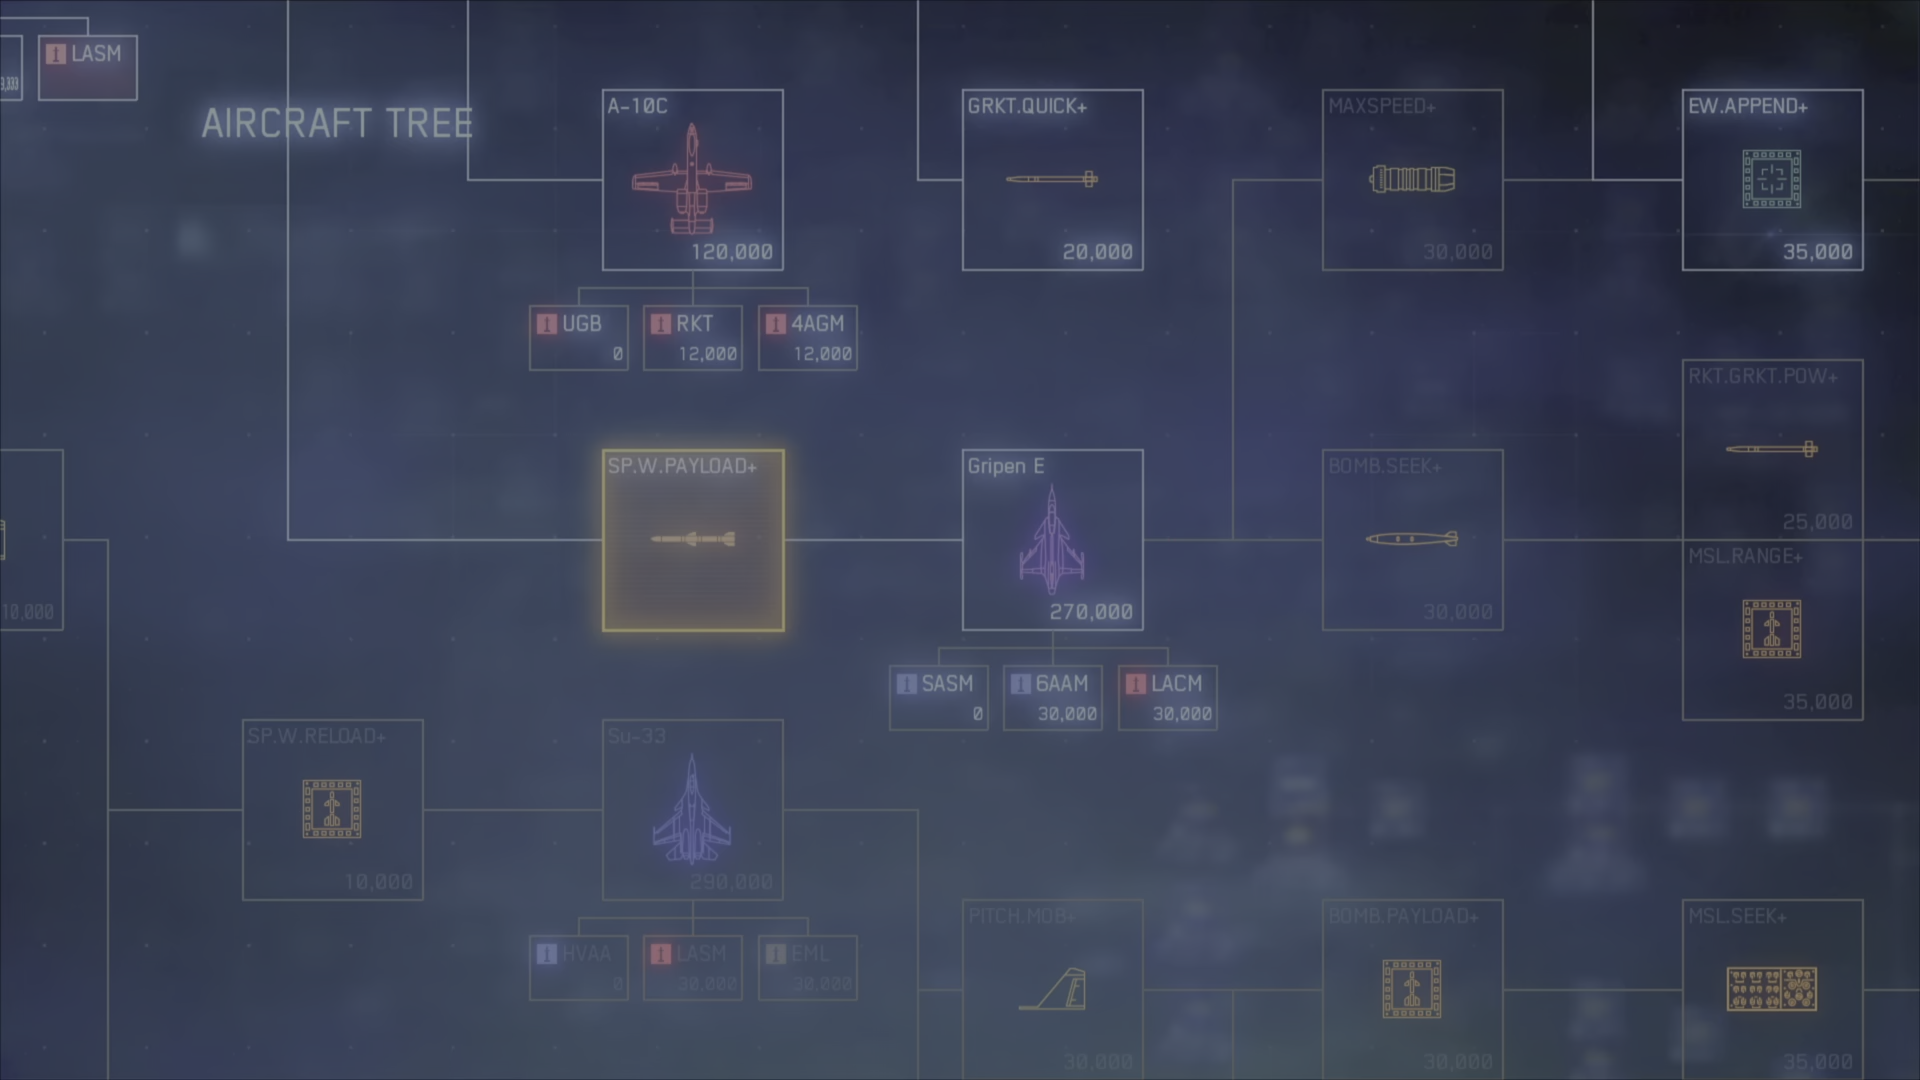 LASM
AIRCRAFT TREE
A-10C
120,000
UGB
0
RKT
12,000
4AGM
12,000
GRKT.QUICK+
20,000
MAXSPEED+
30,000
EW.APPEND+
35,000
RKT.GRKT.POW+
25,000
10,000
SP.W.PAYLOAD+
Gripen E
270,000
SASM
0
6AAM
30,000
LACM
30,000
BOMB.SEEK+
30,000
MSL.RANGE+
35,000
SP.W.RELOAD+
10,000
Su-33
290,000
HVAA
0
LASM
30,000
EML
30,000
PITCH.MOB+
30,000
BOMB.PAYLOAD+
30,000
MSL.SEEK+
35,000